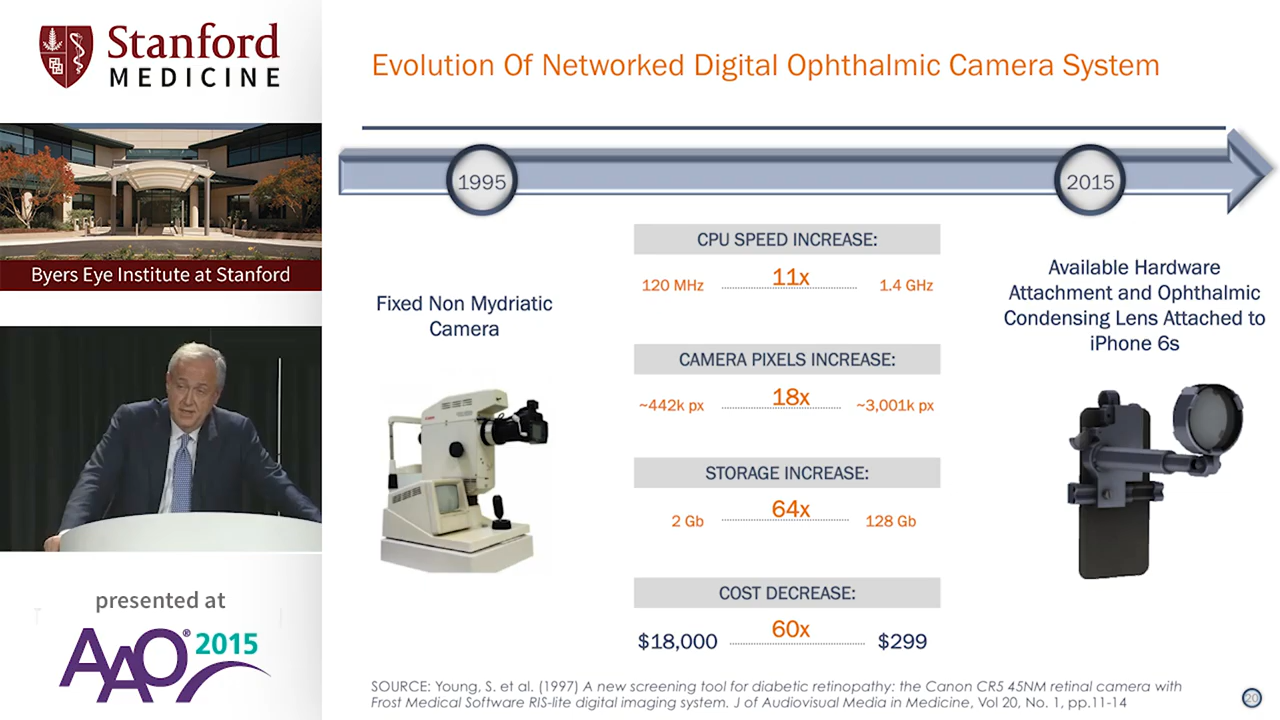 Stanford
MEDICINE
Byers Eye Institute at Stanford
presented at
AAO® 2015
Evolution Of Networked Digital Ophthalmic Camera System
1995
2015
Fixed Non Mydriatic
Camera
CPU SPEED INCREASE:
120 MHz 11x 1.4 GHz
CAMERA PIXELS INCREASE:
~442k px 18x ~3,001k px
STORAGE INCREASE:
2 Gb 64x 128 Gb
COST DECREASE:
$18,000 60x $299
Available Hardware
Attachment and Ophthalmic
Condensing Lens Attached to
iPhone 6s
SOURCE: Young, S. et al. (1997) A new screening tool for diabetic retinopathy: the Canon CR5 45NM retinal camera with
Frost Medical Software RIS-lite digital imaging system. J of Audiovisual Media in Medicine, Vol 20, No. 1, pp.11-14
20